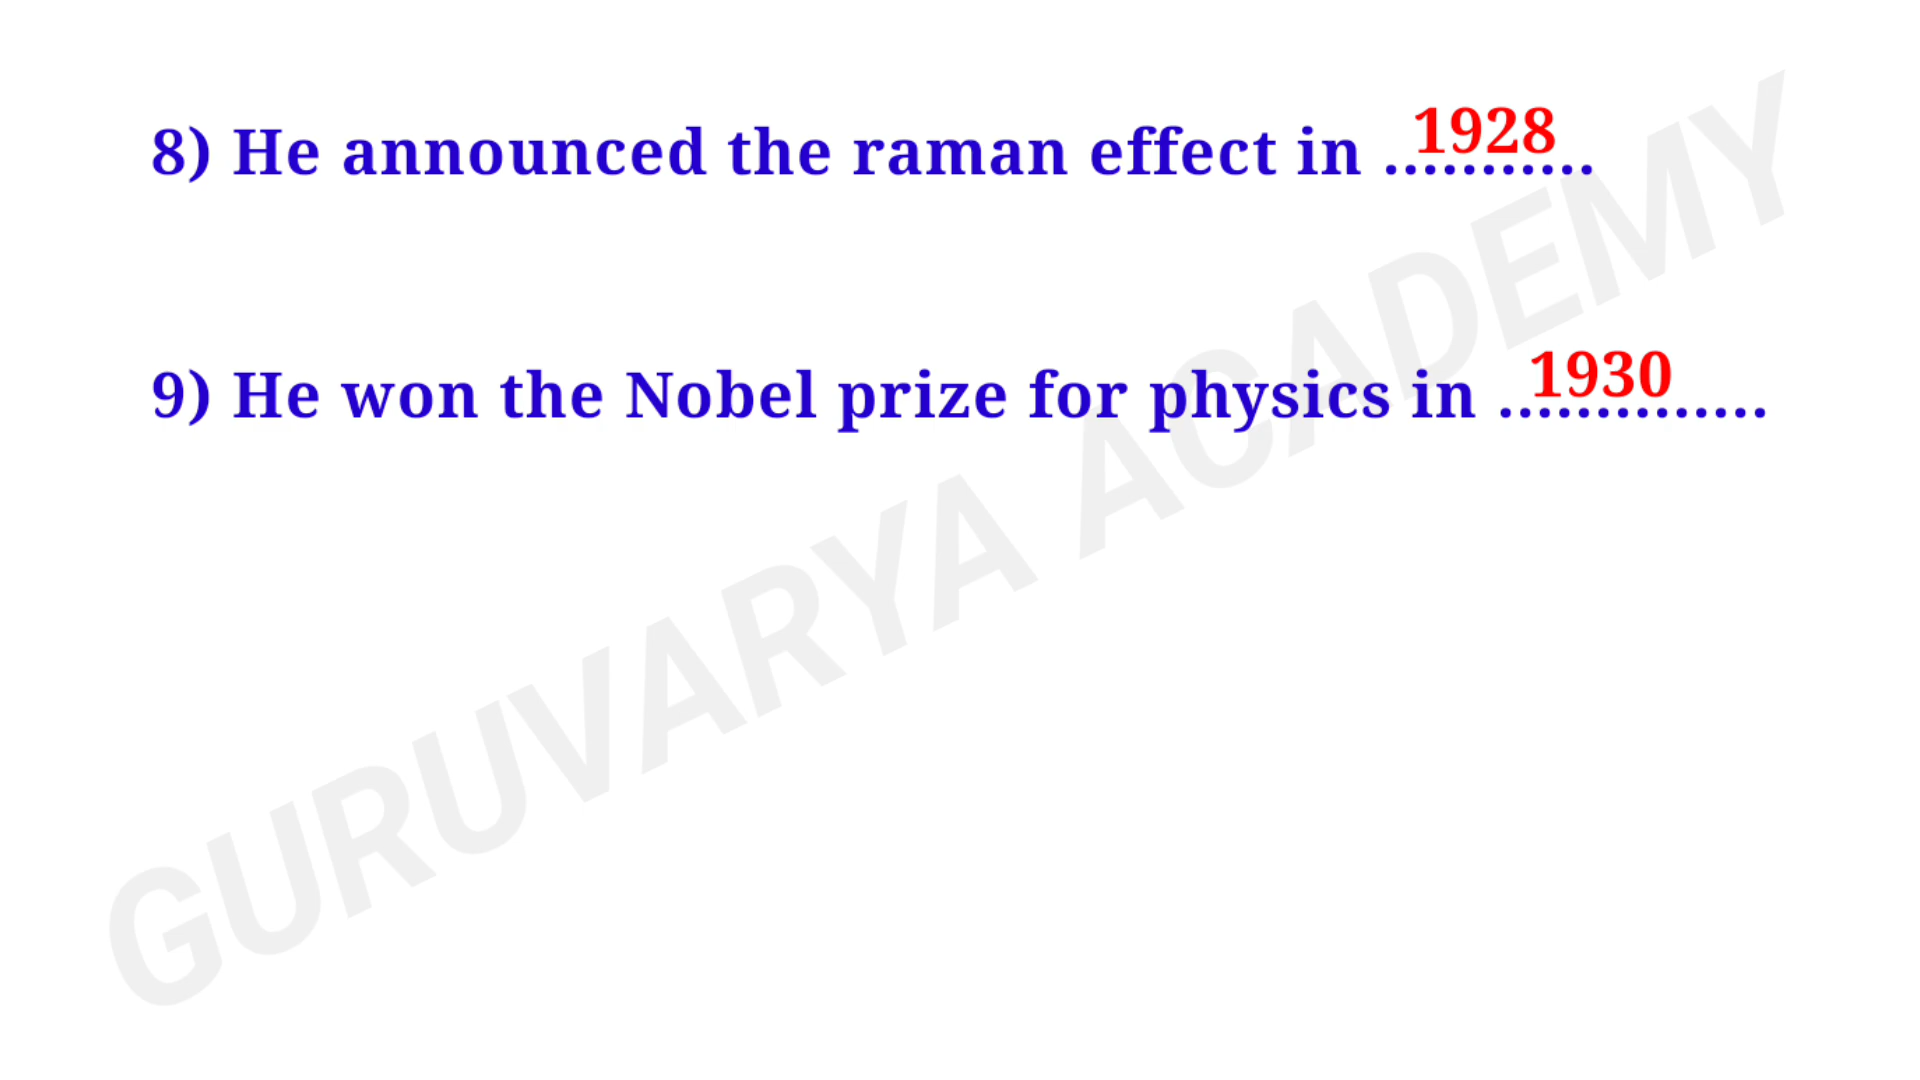 8) He announced the raman effect in ...........
1928
9) He won the Nobel prize for physics in ..............
1930
GURUVARYA ACADEMY